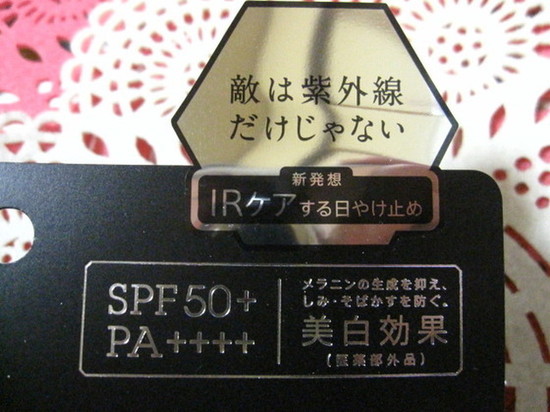 敵は紫外線
だけじゃない
新発想
IRケアする日やけ止め
SPF50+
PA++++
メラニンの生成を抑え、
しみ・そばかすを防ぐ、
美白効果
(医薬部外品)